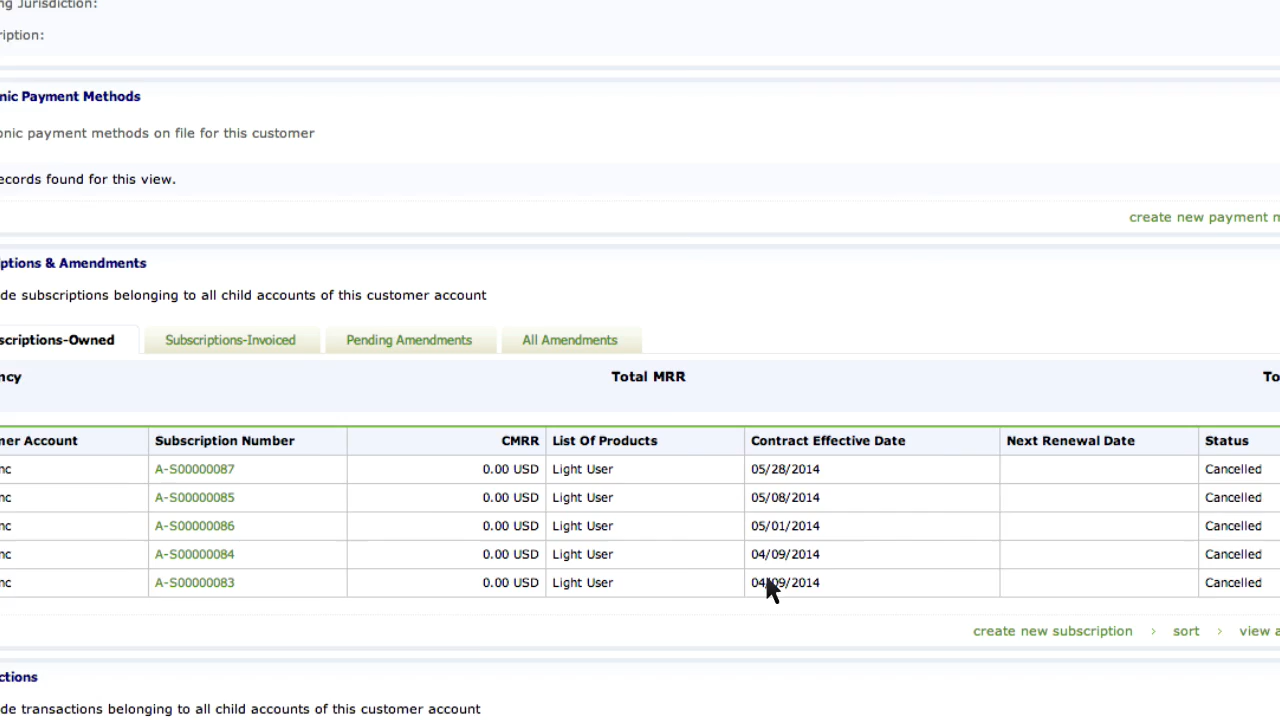 ng Jurisdiction:
ription:
nic Payment Methods
onic payment methods on file for this customer
ecords found for this view.
create new payment m
iptions & Amendments
de subscriptions belonging to all child accounts of this customer account
scriptions-Owned Subscriptions-Invoiced Pending Amendments All Amendments
ncy Total MRR To
mer Account Subscription Number CMRR List Of Products Contract Effective Date Next Renewal Date Status
nc A-S00000087 0.00 USD Light User 05/28/2014 Cancelled
nc A-S00000085 0.00 USD Light User 05/08/2014 Cancelled
nc A-S00000086 0.00 USD Light User 05/01/2014 Cancelled
nc A-S00000084 0.00 USD Light User 04/09/2014 Cancelled
nc A-S00000083 0.00 USD Light User 04/09/2014 Cancelled
create new subscription › sort › view a
ctions
de transactions belonging to all child accounts of this customer account